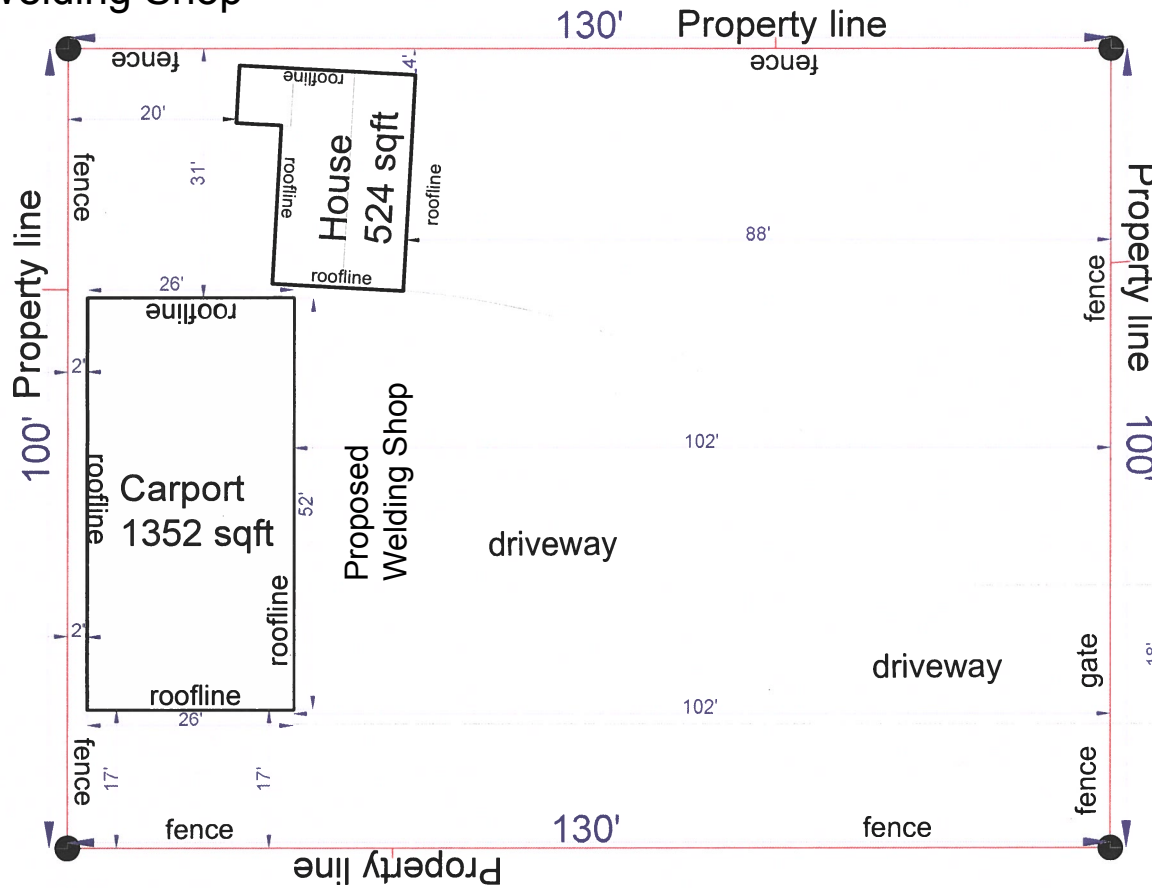 Welding Shop
130' Property line
fence
fence
4'
roofline
20'
fence
31'
roofline
House
524 sqft
roofline
88'
Property line
Property line
fence
26'
roofline
roofline
2'
100'
102'
100'
roofline
Carport
1352 sqft
52'
Proposed
Welding Shop
driveway
roofline
2'
driveway
gate
18'
roofline
26'
102'
fence
17'
17'
fence
fence
130'
fence
Property line